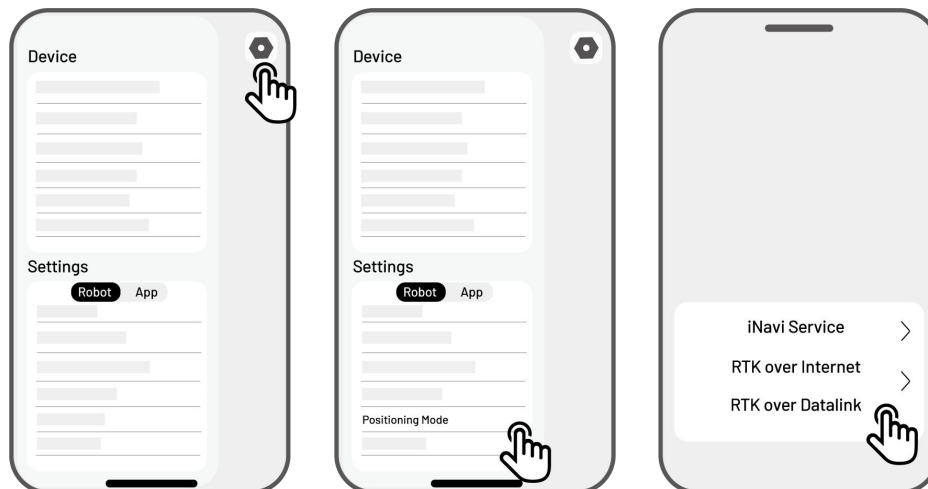 Device
Settings
Robot App
Device
Settings
Robot App
Positioning Mode
iNavi Service
RTK over Internet
RTK over Datalink